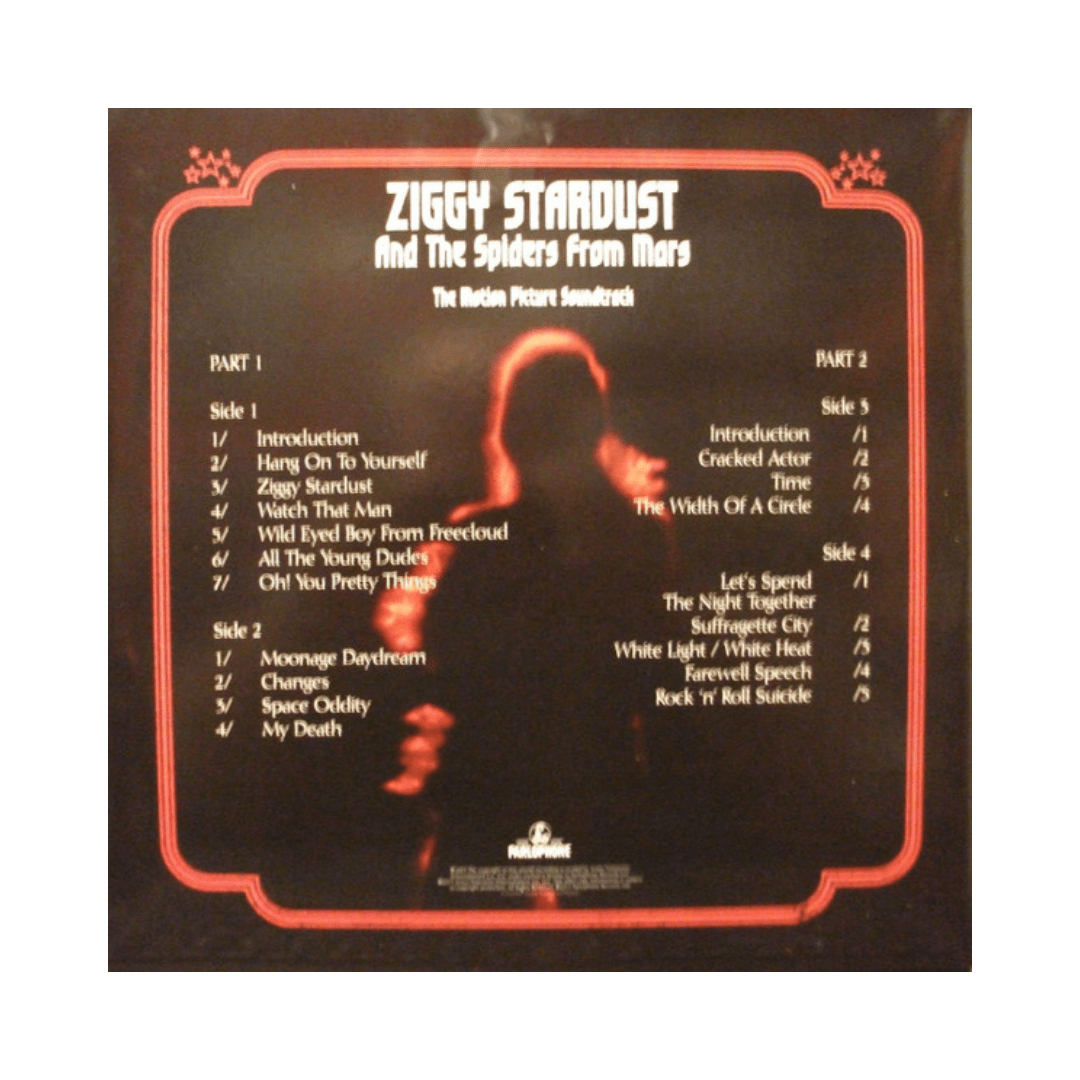 ZIGGY STARDUST
And The Spiders From Mars
The Motion Picture Soundtrack
PART 1
Side 1
1/ Introduction
2/ Hang On To Yourself
3/ Ziggy Stardust
4/ Watch That Man
5/ Wild Eyed Boy From Freecloud
6/ All The Young Dudes
7/ Oh! You Pretty Things
Side 2
1/ Moonage Daydream
2/ Changes
3/ Space Oddity
4/ My Death
PART 2
Side 3
Introduction /1
Cracked Actor /2
Time /3
The Width Of A Circle /4
Side 4
Let's Spend /1
The Night Together
Suffragette City /2
White Light / White Heat /3
Farewell Speech /4
Rock 'n' Roll Suicide /5
PARLOPHONE